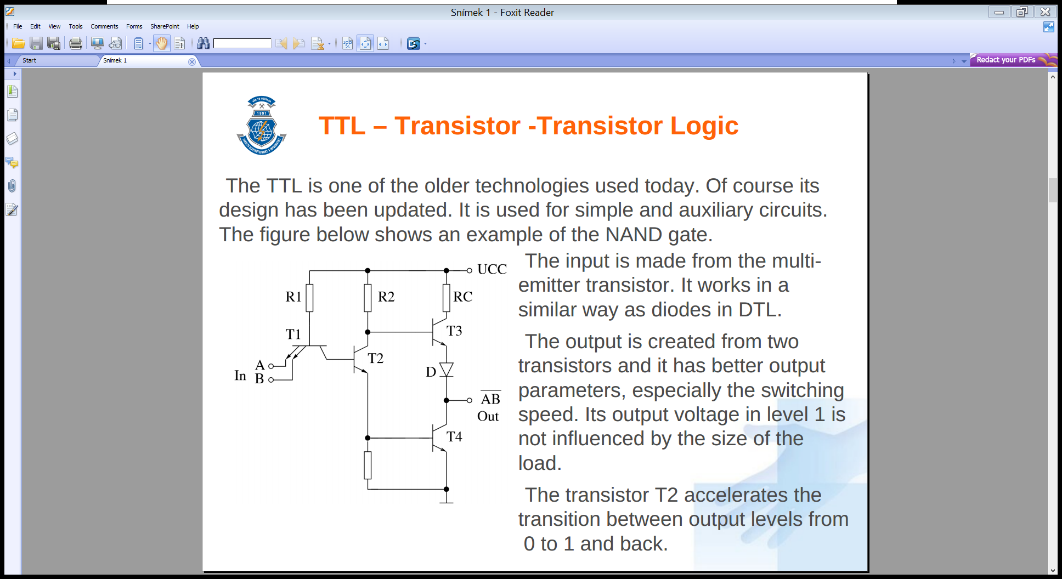 Snímek 1 - Foxit Reader
File Edit View Tools Comments Forms SharePoint Help
Start
Snímek 1
Redact your PDFs
TTL – Transistor -Transistor Logic
The TTL is one of the older technologies used today. Of course its
design has been updated. It is used for simple and auxiliary circuits.
The figure below shows an example of the NAND gate.
UCC
R1
R2
RC
T1
T2
T3
A
In B
D
AB
Out
T4
The input is made from the multi-
emitter transistor. It works in a
similar way as diodes in DTL.
The output is created from two
transistors and it has better output
parameters, especially the switching
speed. Its output voltage in level 1 is
not influenced by the size of the
load.
The transistor T2 accelerates the
transition between output levels from
0 to 1 and back.